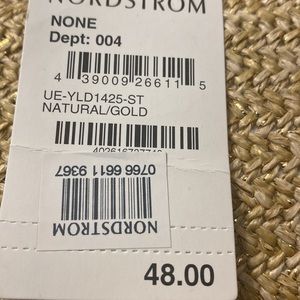 NORDSTROM
NONE
Dept: 004
4 39009 26611 5
UE-YLD1425-ST
NATURAL/GOLD
0766 6611 9367
NORDSTROM
48.00